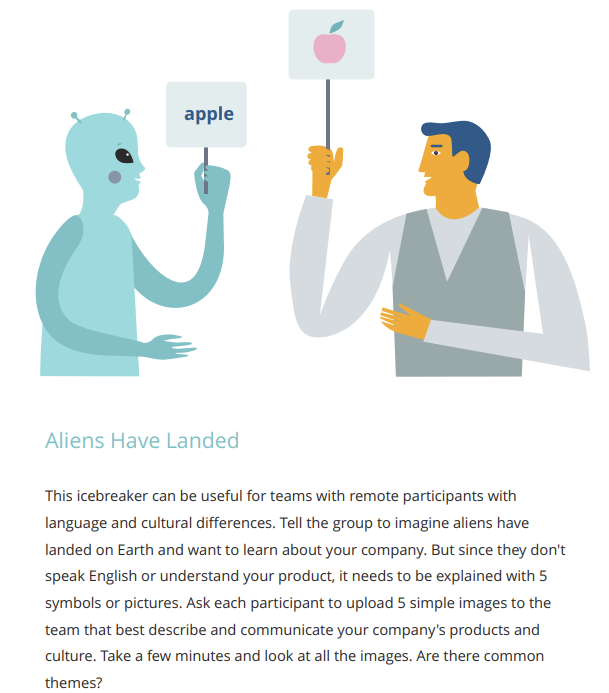 apple
Aliens Have Landed
This icebreaker can be useful for teams with remote participants with
language and cultural differences. Tell the group to imagine aliens have
landed on Earth and want to learn about your company. But since they don't
speak English or understand your product, it needs to be explained with 5
symbols or pictures. Ask each participant to upload 5 simple images to the
team that best describe and communicate your company's products and
culture. Take a few minutes and look at all the images. Are there common
themes?